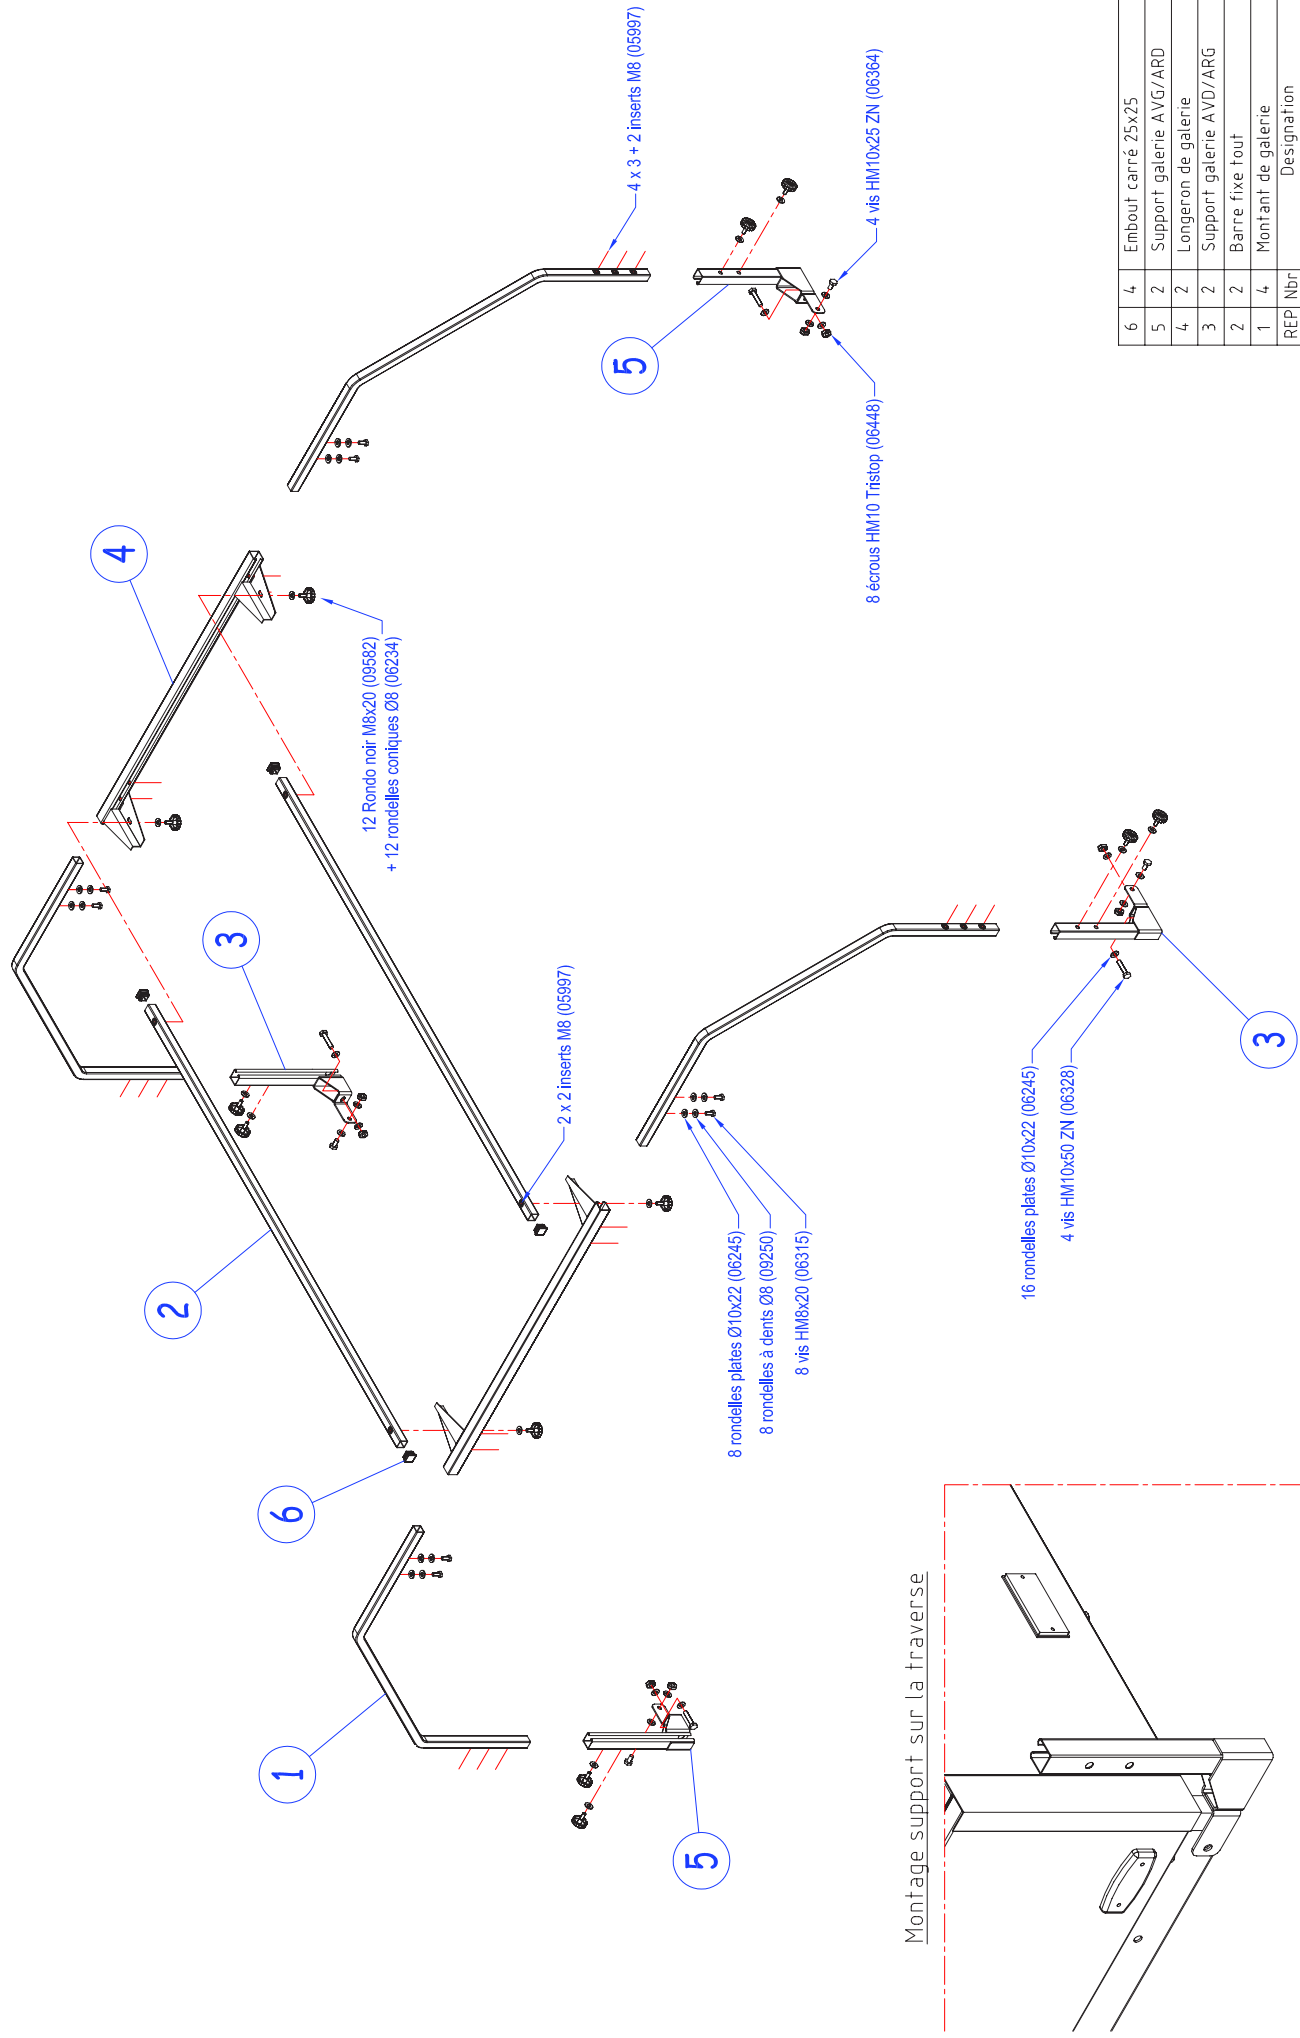 4 x 3 + 2 inserts M8 (05997)
4 vis HM10x25 ZN (06364)
5
8 écrous HM10 Tristop (06448)
4
12 Rondo noir M8x20 (09582)
+ 12 rondelles coniques Ø8 (06234)
3
2 x 2 inserts M8 (05997)
2
3
16 rondelles plates Ø10x22 (06245)
4 vis HM10x50 ZN (06328)
8 rondelles plates Ø10x22 (06245)
8 rondelles à dents Ø8 (09250)
8 vis HM8x20 (06315)
6
1
5
Montage support sur la traverse
6 4 Embout carré 25x25
5 2 Support galerie AVG/ARD
4 2 Longeron de galerie
3 2 Support galerie AVD/ARG
2 2 Barre fixe tout
1 4 Montant de galerie
REP Nbr Designation